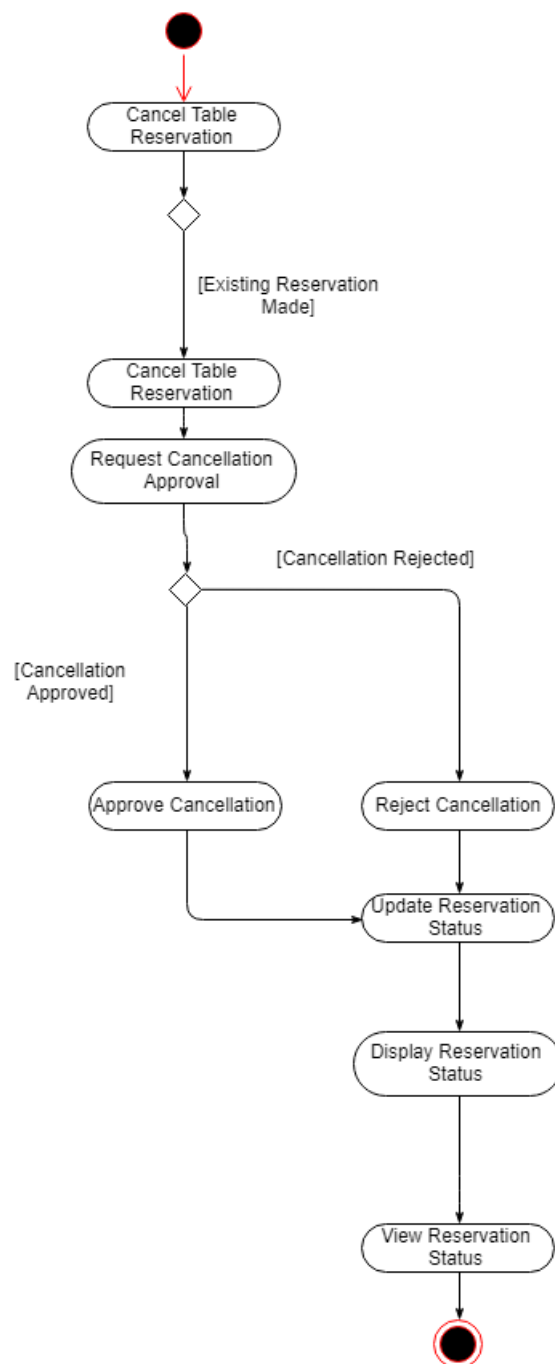 Cancel Table
Reservation
[Existing Reservation
Made]
Cancel Table
Reservation
Request Cancellation
Approval
[Cancellation Rejected]
[Cancellation
Approved]
Approve Cancellation
Reject Cancellation
Update Reservation
Status
Display Reservation
Status
View Reservation
Status